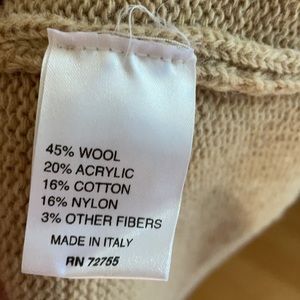 45% WOOL
20% ACRYLIC
16% COTTON
16% NYLON
3% OTHER FIBERS
MADE IN ITALY
RN 72755